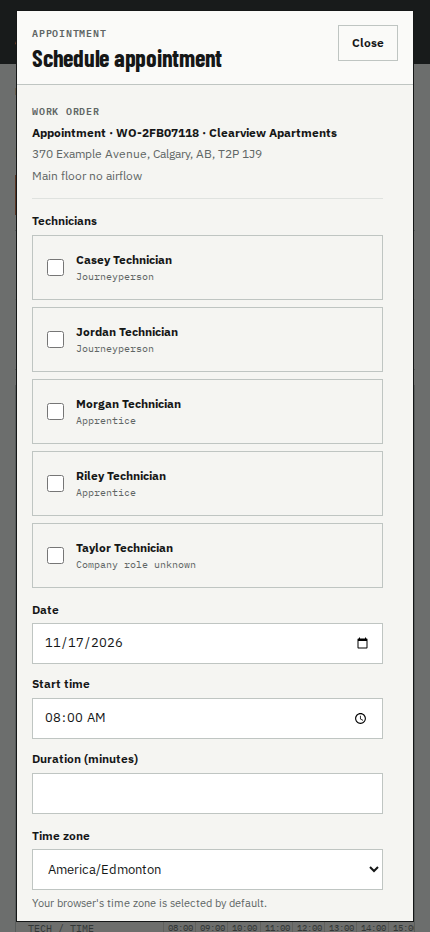 APPOINTMENT
Schedule appointment
Close
WORK ORDER
Appointment · WO-2FB07118 · Clearview Apartments
370 Example Avenue, Calgary, AB, T2P 1J9
Main floor no airflow
Technicians
Casey Technician
Journeyperson
Jordan Technician
Journeyperson
Morgan Technician
Apprentice
Riley Technician
Apprentice
Taylor Technician
Company role unknown
Date
11/17/2026
Start time
08:00 AM
Duration (minutes)
Time zone
America/Edmonton
Your browser's time zone is selected by default.
TECH / TIME 08:00 09:00 10:00 11:00 12:00 13:00 14:00 15:0